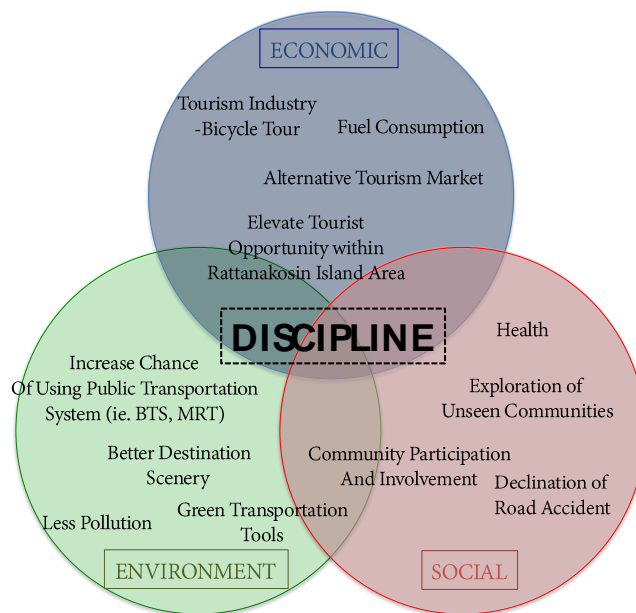 ECONOMIC
Tourism Industry
-Bicycle Tour
Fuel Consumption
Alternative Tourism Market
Elevate Tourist
Opportunity within
Rattanakosin Island Area
DISCIPLINE
Health
Increase Chance
Of Using Public Transportation
System (ie. BTS, MRT)
Exploration of
Unseen Communities
Better Destination
Scenery
Community Participation
And Involvement
Declination of
Road Accident
Less Pollution
Green Transportation
Tools
ENVIRONMENT
SOCIAL